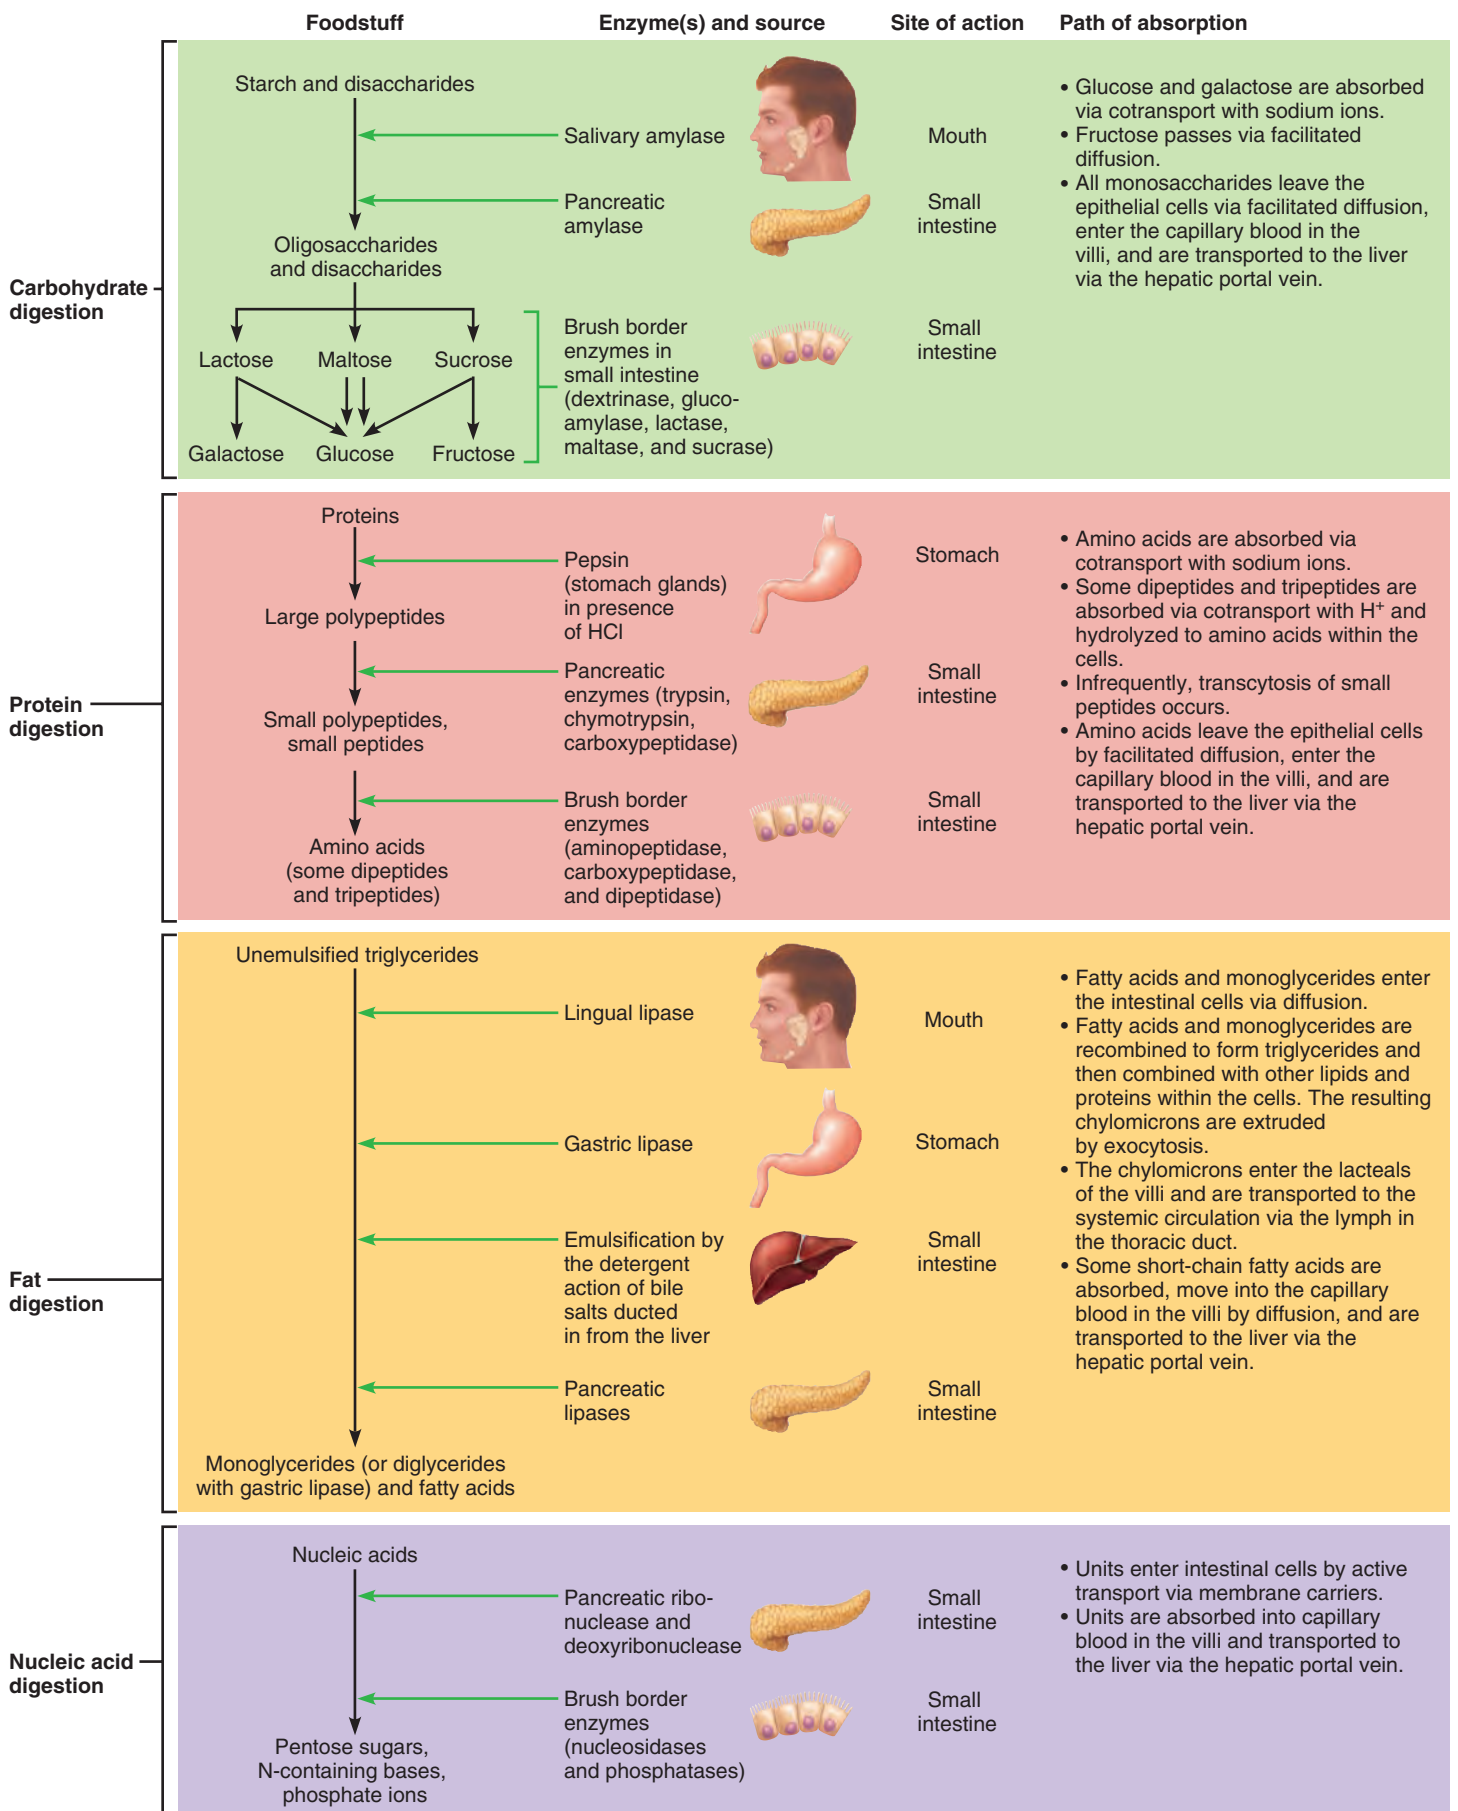 Foodstuff
Enzyme(s) and source
Site of action
Path of absorption
Carbohydrate
digestion
Starch and disaccharides
Oligosaccharides
and disaccharides
Lactose
Maltose
Sucrose
Galactose
Glucose
Fructose
Salivary amylase
Mouth
Pancreatic
amylase
Small
intestine
Brush border
enzymes in
small intestine
(dextrinase, gluco-
amylase, lactase,
maltase, and sucrase)
Small
intestine
• Glucose and galactose are absorbed
via cotransport with sodium ions.
• Fructose passes via facilitated
diffusion.
• All monosaccharides leave the
epithelial cells via facilitated diffusion,
enter the capillary blood in the
villi, and are transported to the liver
via the hepatic portal vein.
Protein
digestion
Proteins
Large polypeptides
Small polypeptides,
small peptides
Amino acids
(some dipeptides
and tripeptides)
Pepsin
(stomach glands)
in presence
of HCl
Stomach
Pancreatic
enzymes (trypsin,
chymotrypsin,
carboxypeptidase)
Small
intestine
Brush border
enzymes
(aminopeptidase,
carboxypeptidase,
and dipeptidase)
Small
intestine
• Amino acids are absorbed via
cotransport with sodium ions.
• Some dipeptides and tripeptides are
absorbed via cotransport with H⁺ and
hydrolyzed to amino acids within the
cells.
• Infrequently, transcytosis of small
peptides occurs.
• Amino acids leave the epithelial cells
by facilitated diffusion, enter the
capillary blood in the villi, and are
transported to the liver via the
hepatic portal vein.
Fat
digestion
Unemulsified triglycerides
Monoglycerides (or diglycerides
with gastric lipase) and fatty acids
Lingual lipase
Mouth
Gastric lipase
Stomach
Emulsification by
the detergent
action of bile
salts ducted
in from the liver
Small
intestine
Pancreatic
lipases
Small
intestine
• Fatty acids and monoglycerides enter
the intestinal cells via diffusion.
• Fatty acids and monoglycerides are
recombined to form triglycerides and
then combined with other lipids and
proteins within the cells. The resulting
chylomicrons are extruded
by exocytosis.
• The chylomicrons enter the lacteals
of the villi and are transported to the
systemic circulation via the lymph in
the thoracic duct.
• Some short-chain fatty acids are
absorbed, move into the capillary
blood in the villi by diffusion, and are
transported to the liver via the
hepatic portal vein.
Nucleic acid
digestion
Nucleic acids
Pentose sugars,
N-containing bases,
phosphate ions
Pancreatic ribo-
nuclease and
deoxyribonuclease
Small
intestine
Brush border
enzymes
(nucleosidases
and phosphatases)
Small
intestine
• Units enter intestinal cells by active
transport via membrane carriers.
• Units are absorbed into capillary
blood in the villi and transported to
the liver via the hepatic portal vein.